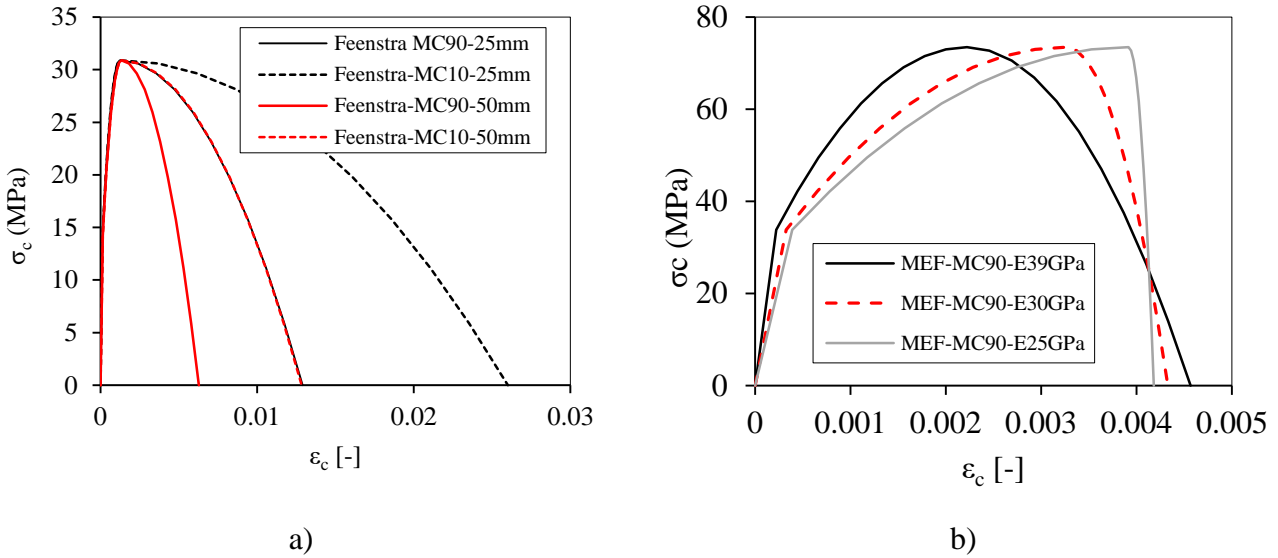 35
30
25
20
15
10
5
0
σc (MPa)
Feenstra MC90-25mm
Feenstra-MC10-25mm
Feenstra-MC90-50mm
Feenstra-MC10-50mm
0 0.01 0.02 0.03
εc [-]
a)
80
60
40
20
0
σc (MPa)
MEF-MC90-E39GPa
MEF-MC90-E30GPa
MEF-MC90-E25GPa
0 0.001 0.002 0.003 0.004 0.005
εc [-]
b)